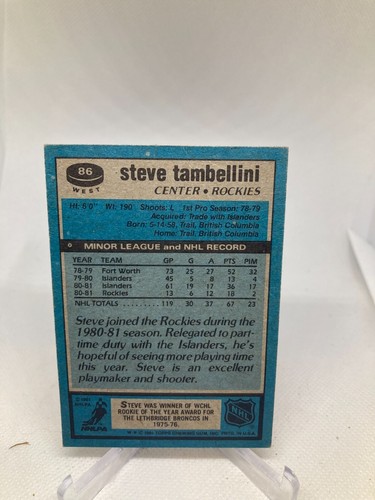 86
WEST
steve tambellini
CENTER • ROCKIES
Ht: 6'0" Wt: 190 Shoots: L 1st Pro Season: 78-79
Acquired: Trade with Islanders
Born: 5-14-58, Trail, British Columbia
Home: Trail, British Columbia
MINOR LEAGUE and NHL RECORD
YEAR TEAM GP G A PTS PIM
78-79 Fort Worth 73 25 27 52 32
79-80 Islanders 45 5 8 13 4
80-81 Islanders 61 19 17 36 17
80-81 Rockies 13 6 12 18 2
NHL TOTALS 119 30 37 67 23
Steve joined the Rockies during the
1980-81 season. Relegated to part-
time duty with the Islanders, he's
hopeful of seeing more playing time
this year. Steve is an excellent
playmaker and shooter.
STEVE WAS WINNER OF WCHL
ROOKIE OF THE YEAR AWARD FOR
THE LETHBRIDGE BRONCOS IN
1975-76.
NHLPA
NHL